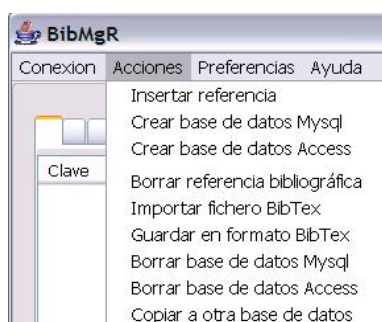 BibMgR
Conexion Acciones Preferencias Ayuda
Insertar referencia
Crear base de datos Mysql
Crear base de datos Access
Clave
Borrar referencia bibliográfica
Importar fichero BibTex
Guardar en formato BibTex
Borrar base de datos Mysql
Borrar base de datos Access
Copiar a otra base de datos